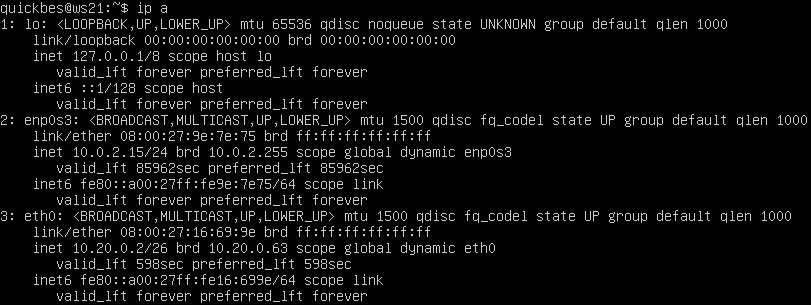 quickbes@ws21:~$ ip a
1: lo: <LOOPBACK,UP,LOWER_UP> mtu 65536 qdisc noqueue state UNKNOWN group default qlen 1000
    link/loopback 00:00:00:00:00:00 brd 00:00:00:00:00:00
    inet 127.0.0.1/8 scope host lo
       valid_lft forever preferred_lft forever
    inet6 ::1/128 scope host
       valid_lft forever preferred_lft forever
2: enp0s3: <BROADCAST,MULTICAST,UP,LOWER_UP> mtu 1500 qdisc fq_codel state UP group default qlen 1000
    link/ether 08:00:27:9e:7e:75 brd ff:ff:ff:ff:ff:ff
    inet 10.0.2.15/24 brd 10.0.2.255 scope global dynamic enp0s3
       valid_lft 85962sec preferred_lft 85962sec
    inet6 fe80::a00:27ff:fe9e:7e75/64 scope link
       valid_lft forever preferred_lft forever
3: eth0: <BROADCAST,MULTICAST,UP,LOWER_UP> mtu 1500 qdisc fq_codel state UP group default qlen 1000
    link/ether 08:00:27:16:69:9e brd ff:ff:ff:ff:ff:ff
    inet 10.20.0.2/26 brd 10.20.0.63 scope global dynamic eth0
       valid_lft 598sec preferred_lft 598sec
    inet6 fe80::a00:27ff:fe16:699e/64 scope link
       valid_lft forever preferred_lft forever